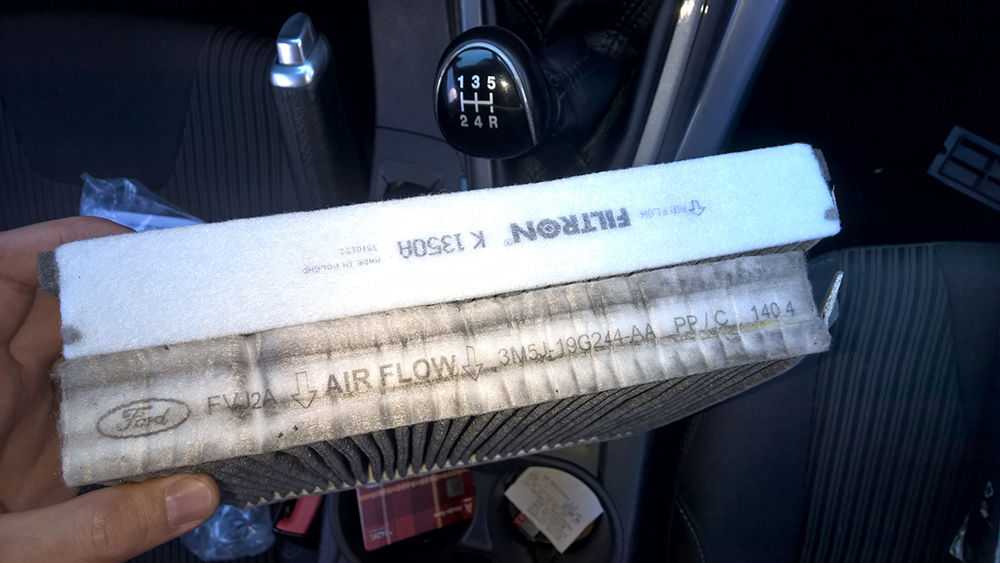 1 3 5
2 4 R
AIR FLOW
FILTRON® K 1350A
MADE IN POLAND
Ford FVJ2A AIR FLOW 3M5J-19G244-AA PP/C 140 4